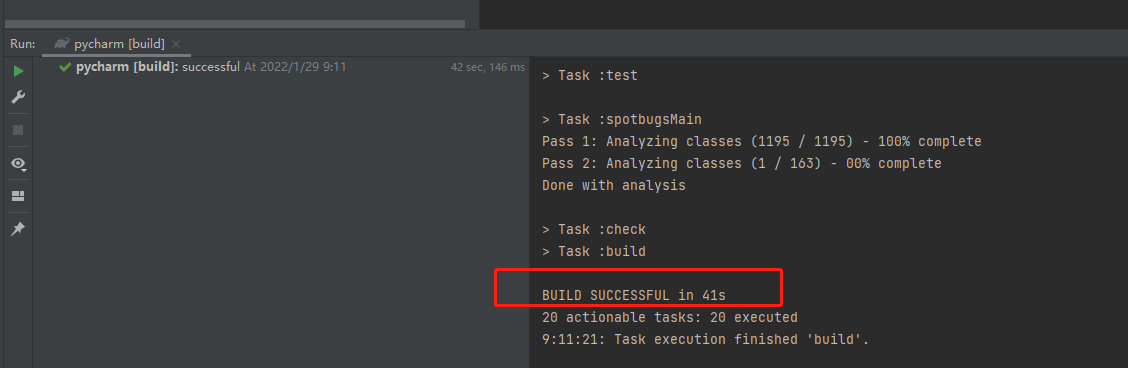 Run: pycharm [build] ×
pycharm [build]: successful At 2022/1/29 9:11 42 sec, 146 ms
> Task :test
> Task :spotbugsMain
Pass 1: Analyzing classes (1195 / 1195) - 100% complete
Pass 2: Analyzing classes (1 / 163) - 00% complete
Done with analysis
> Task :check
> Task :build
BUILD SUCCESSFUL in 41s
20 actionable tasks: 20 executed
9:11:21: Task execution finished 'build'.